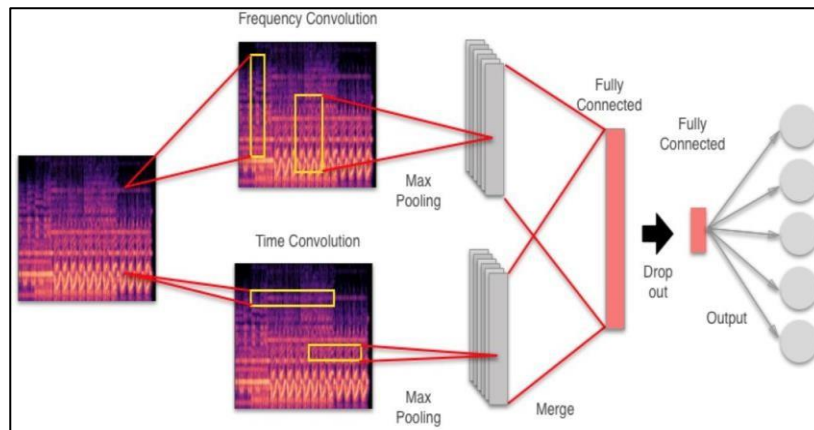 Frequency Convolution
Fully
Connected
Fully
Connected
Max
Pooling
Time Convolution
Drop
out
Output
Max
Pooling
Merge